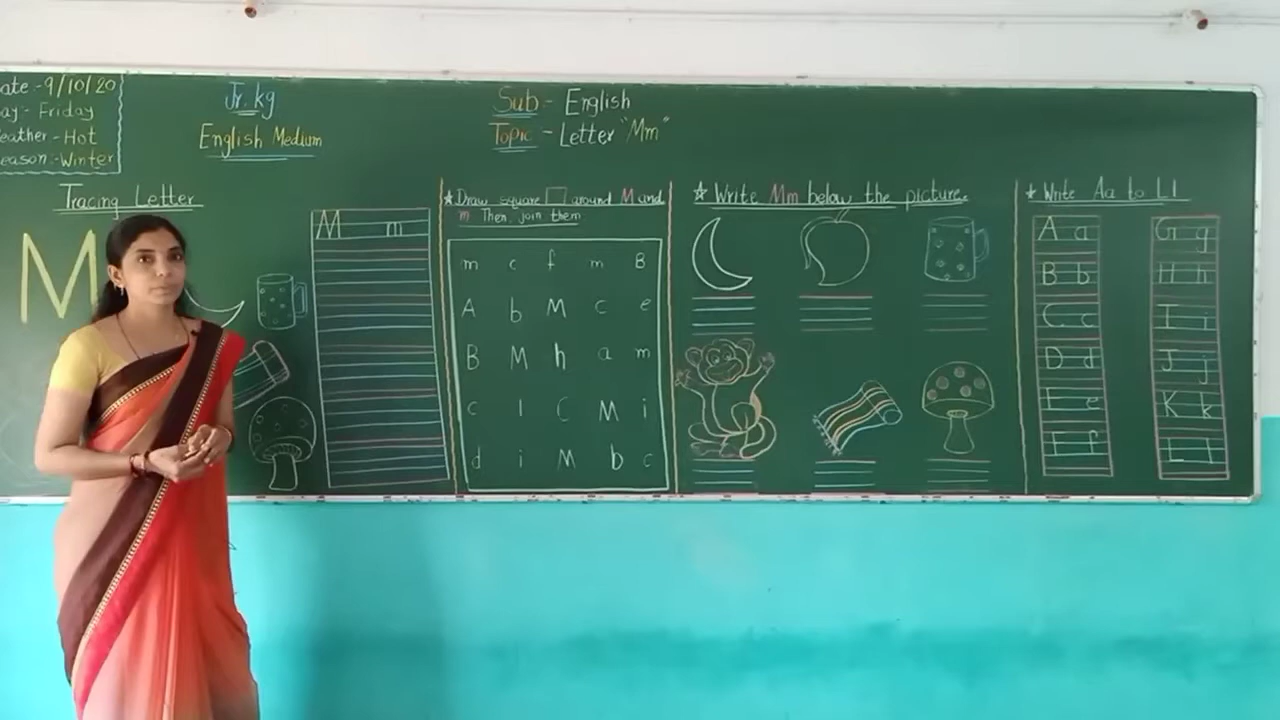 ate - 9/10/20
ay:- Friday
eather - Hot
eason:- Winter
Jr. kg
English Medium
Sub - English
Topic - Letter "Mm"
Tracing Letter
M
M m
* Draw square □ around M and
m Then join them
m c f m B
A b M c e
B M h a m
c l C M i
d i M b c
* Write Mm below the picture.
* Write Aa to Ll
A a
B b
C c
D d
E e
F f
G g
H h
I i
J j
K k
L l